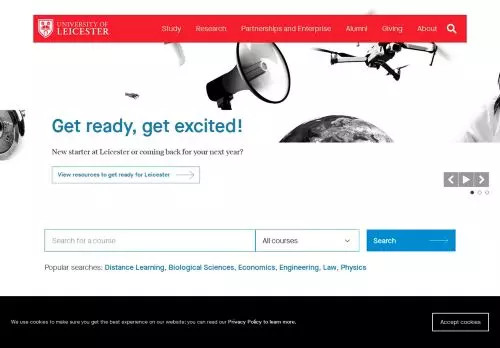 UNIVERSITY OF
LEICESTER
Study Research Partnerships and Enterprise Alumni Giving About
Get ready, get excited!
New starter at Leicester or coming back for your next year?
View resources to get ready for Leicester
Search for a course
All courses
Search
Popular searches: Distance Learning, Biological Sciences, Economics, Engineering, Law, Physics
We use cookies to make sure you get the best experience on our website; you can read our Privacy Policy to learn more.
Accept cookies